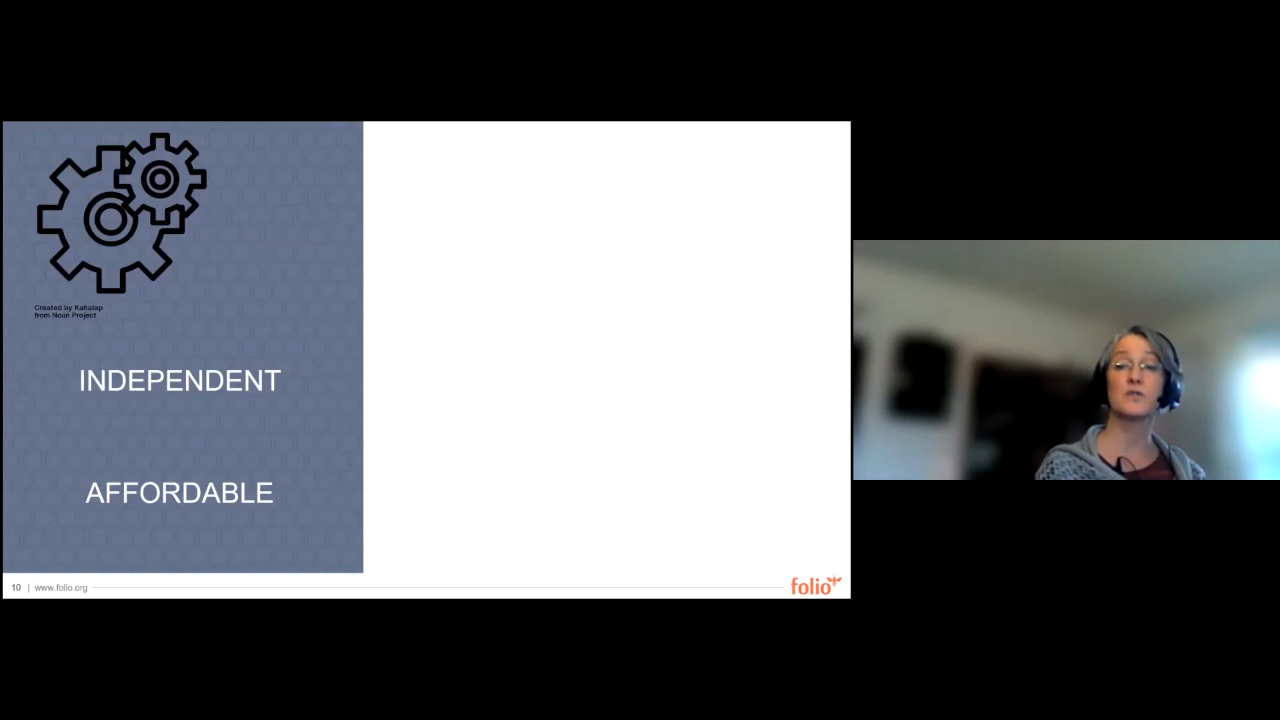 Created by Kahalap
from Noun Project
INDEPENDENT
AFFORDABLE
10 | www.folio.org
folio